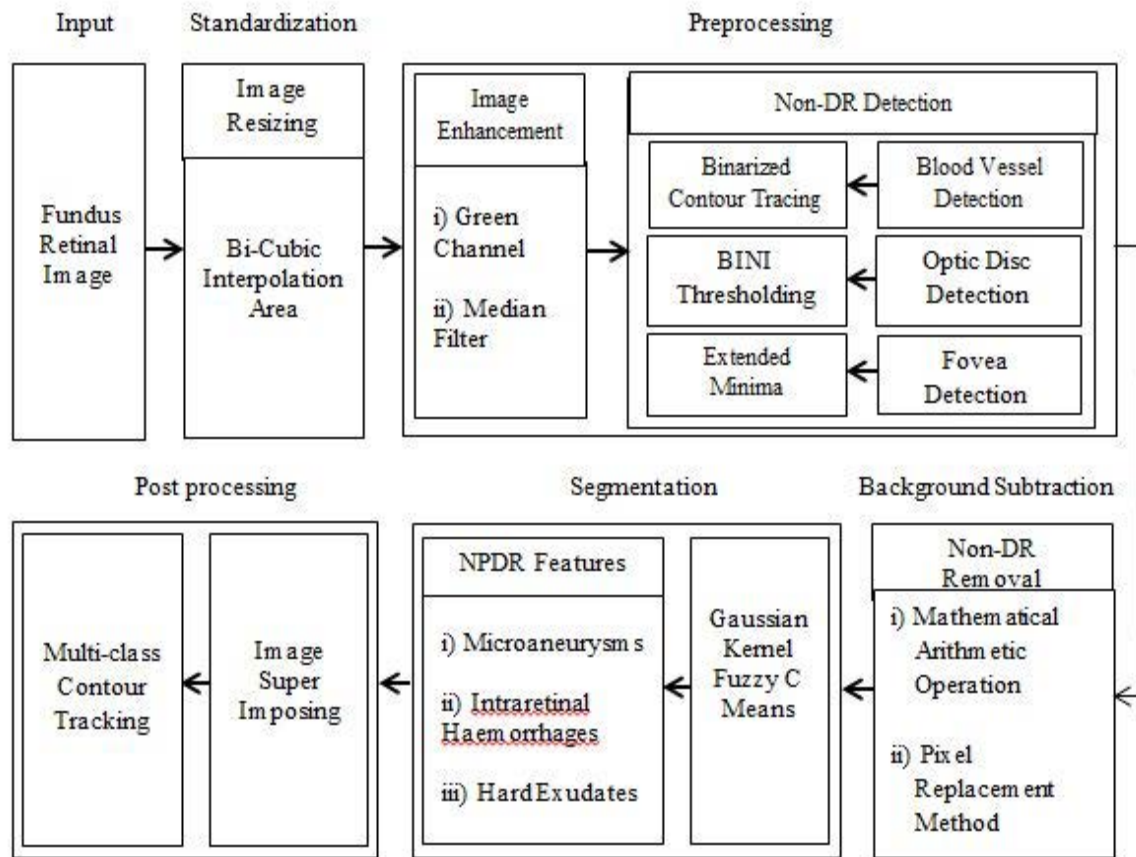 Input
Standardization
Preprocessing
Fundus
Retinal
Image
Image
Resizing
Bi-Cubic
Interpolation
Area
Image
Enhancement
i) Green
Channel
ii) Median
Filter
Non-DR Detection
Binarized
Contour Tracing
Blood Vessel
Detection
BINI
Thresholding
Optic Disc
Detection
Extended
Minima
Fovea
Detection
Post processing
Segmentation
Background Subtraction
Multi-class
Contour
Tracking
Image
Super
Imposing
NPDR Features
i) Microaneurysms
ii) Intraretinal
Haemorrhages
iii) Hard Exudates
Gaussian
Kernel
Fuzzy C
Means
Non-DR
Removal
i) Mathematical
Arithmetic
Operation
ii) Pixel
Replacement
Method